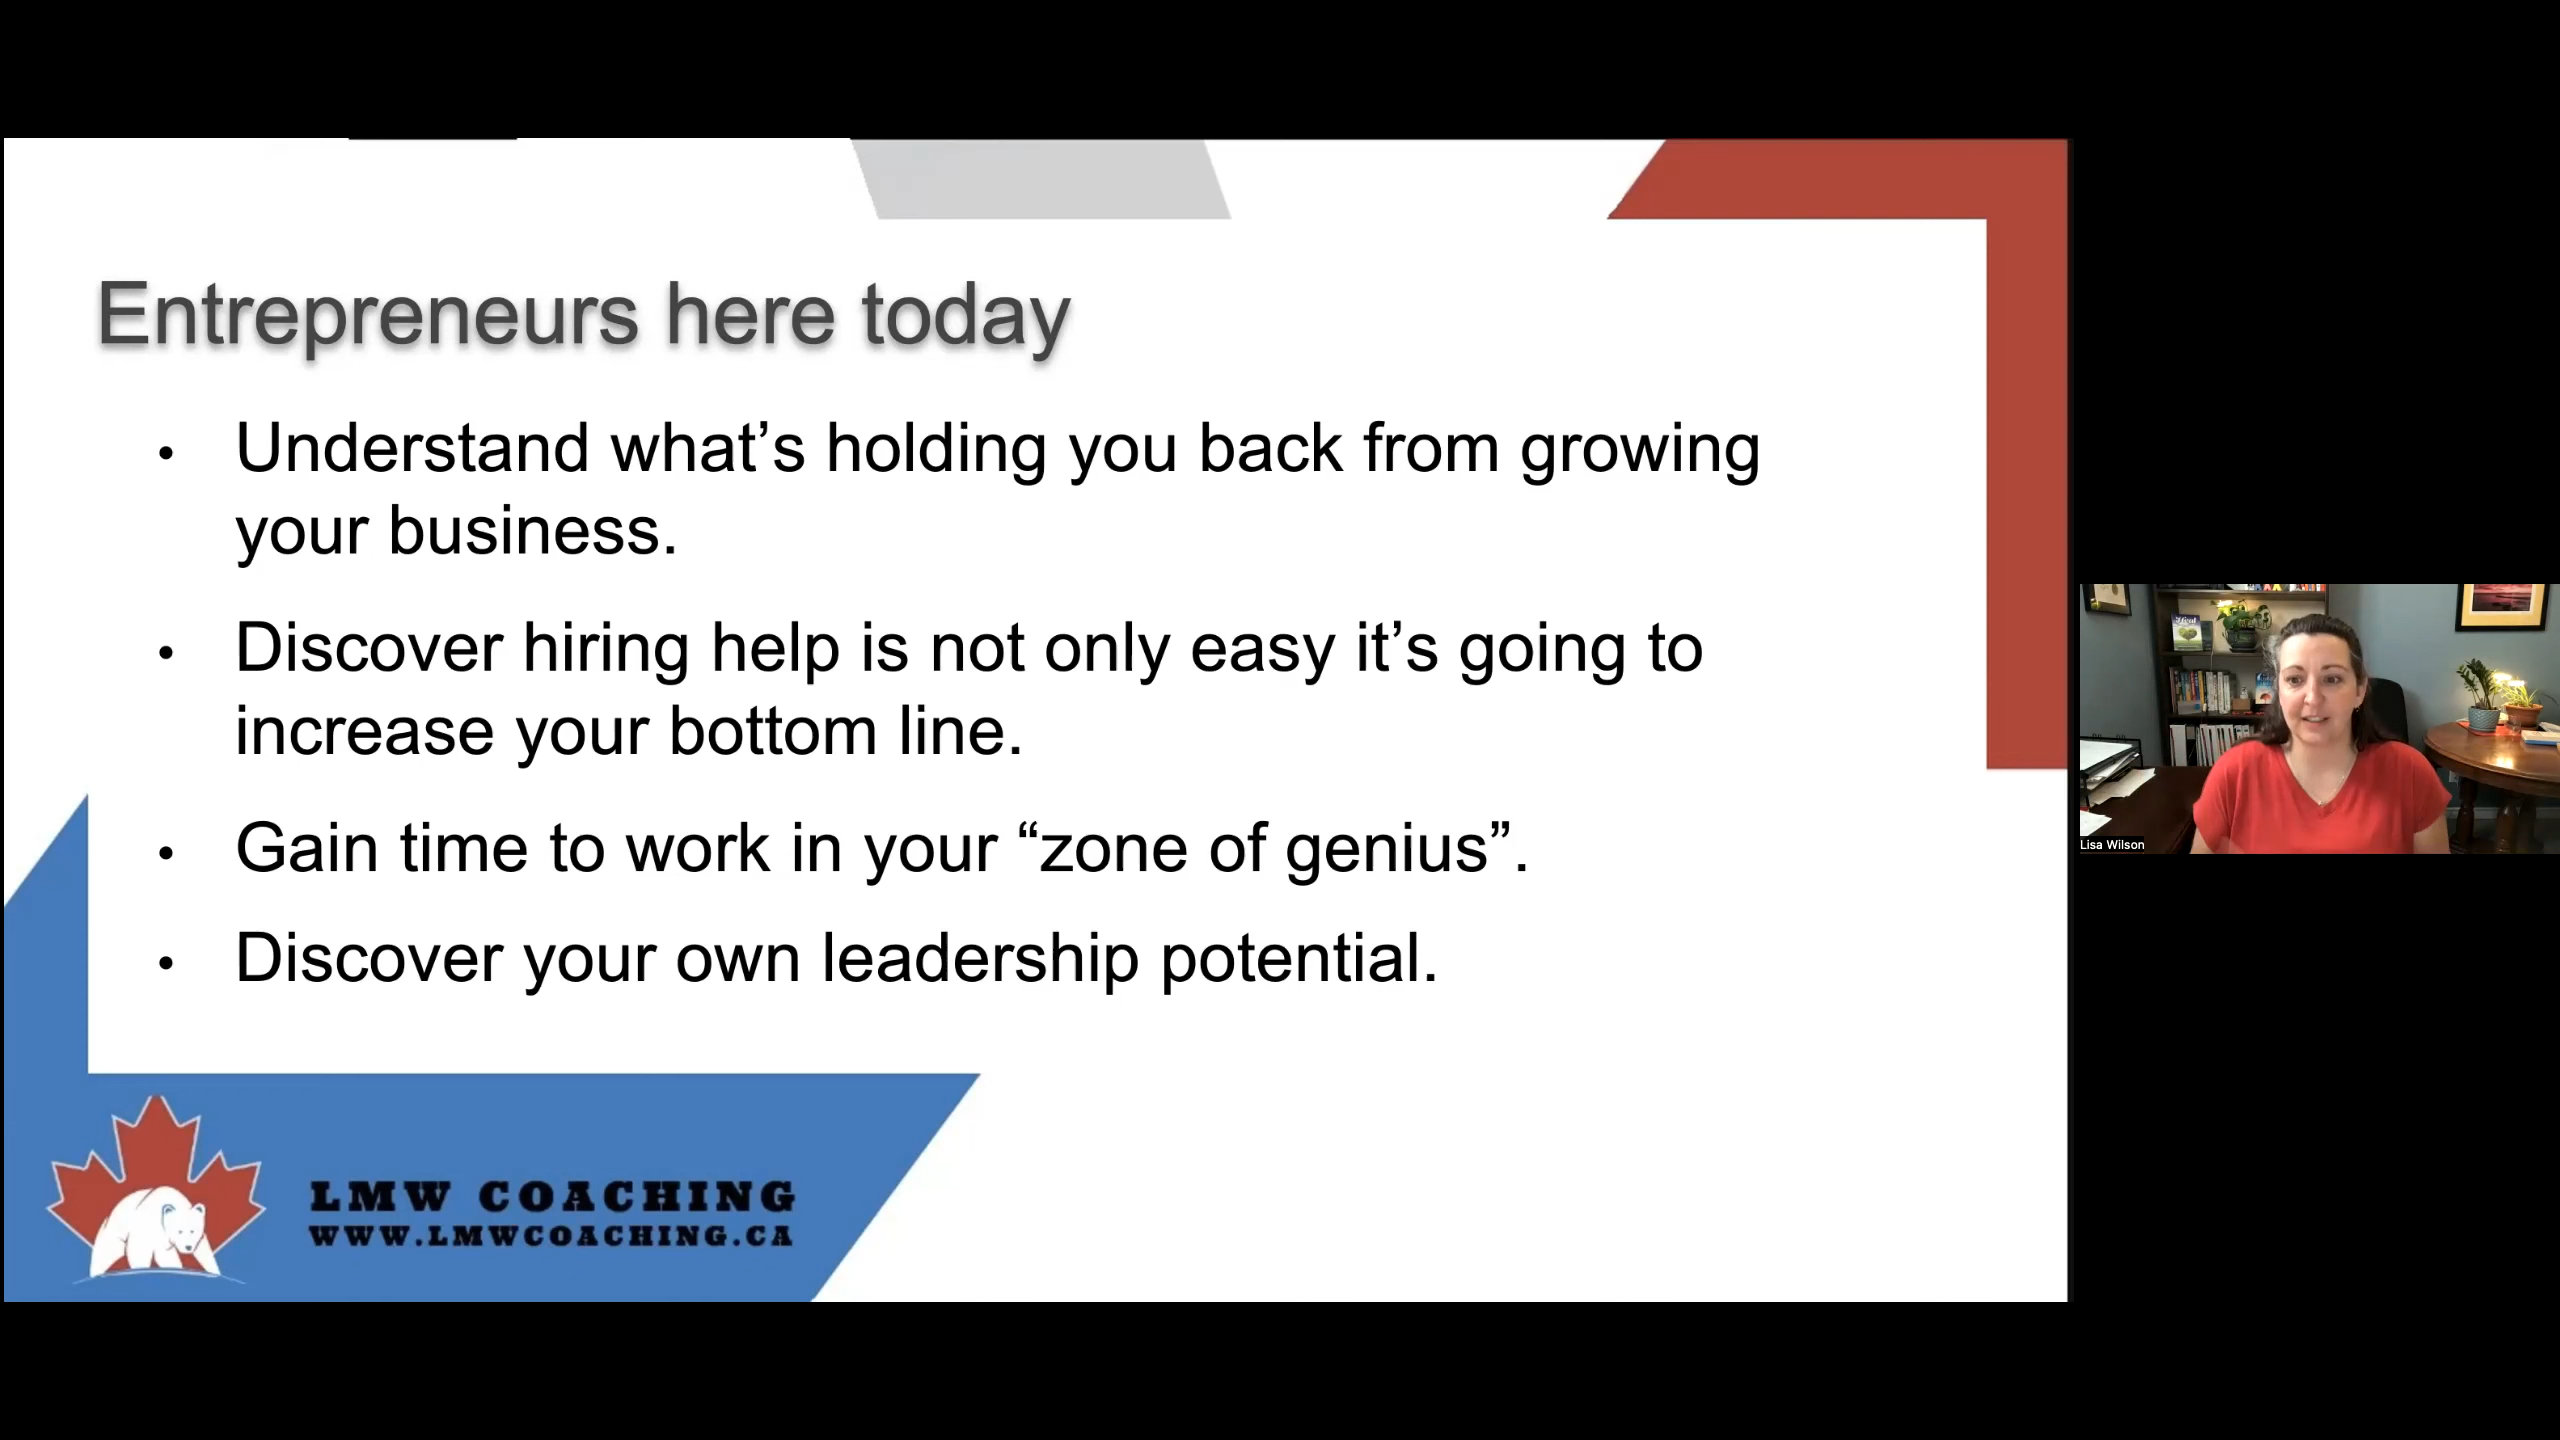 Entrepreneurs here today
• Understand what’s holding you back from growing
your business.
• Discover hiring help is not only easy it’s going to
increase your bottom line.
• Gain time to work in your “zone of genius”.
• Discover your own leadership potential.
LMW COACHING
WWW.LMWCOACHING.CA
Lisa Wilson